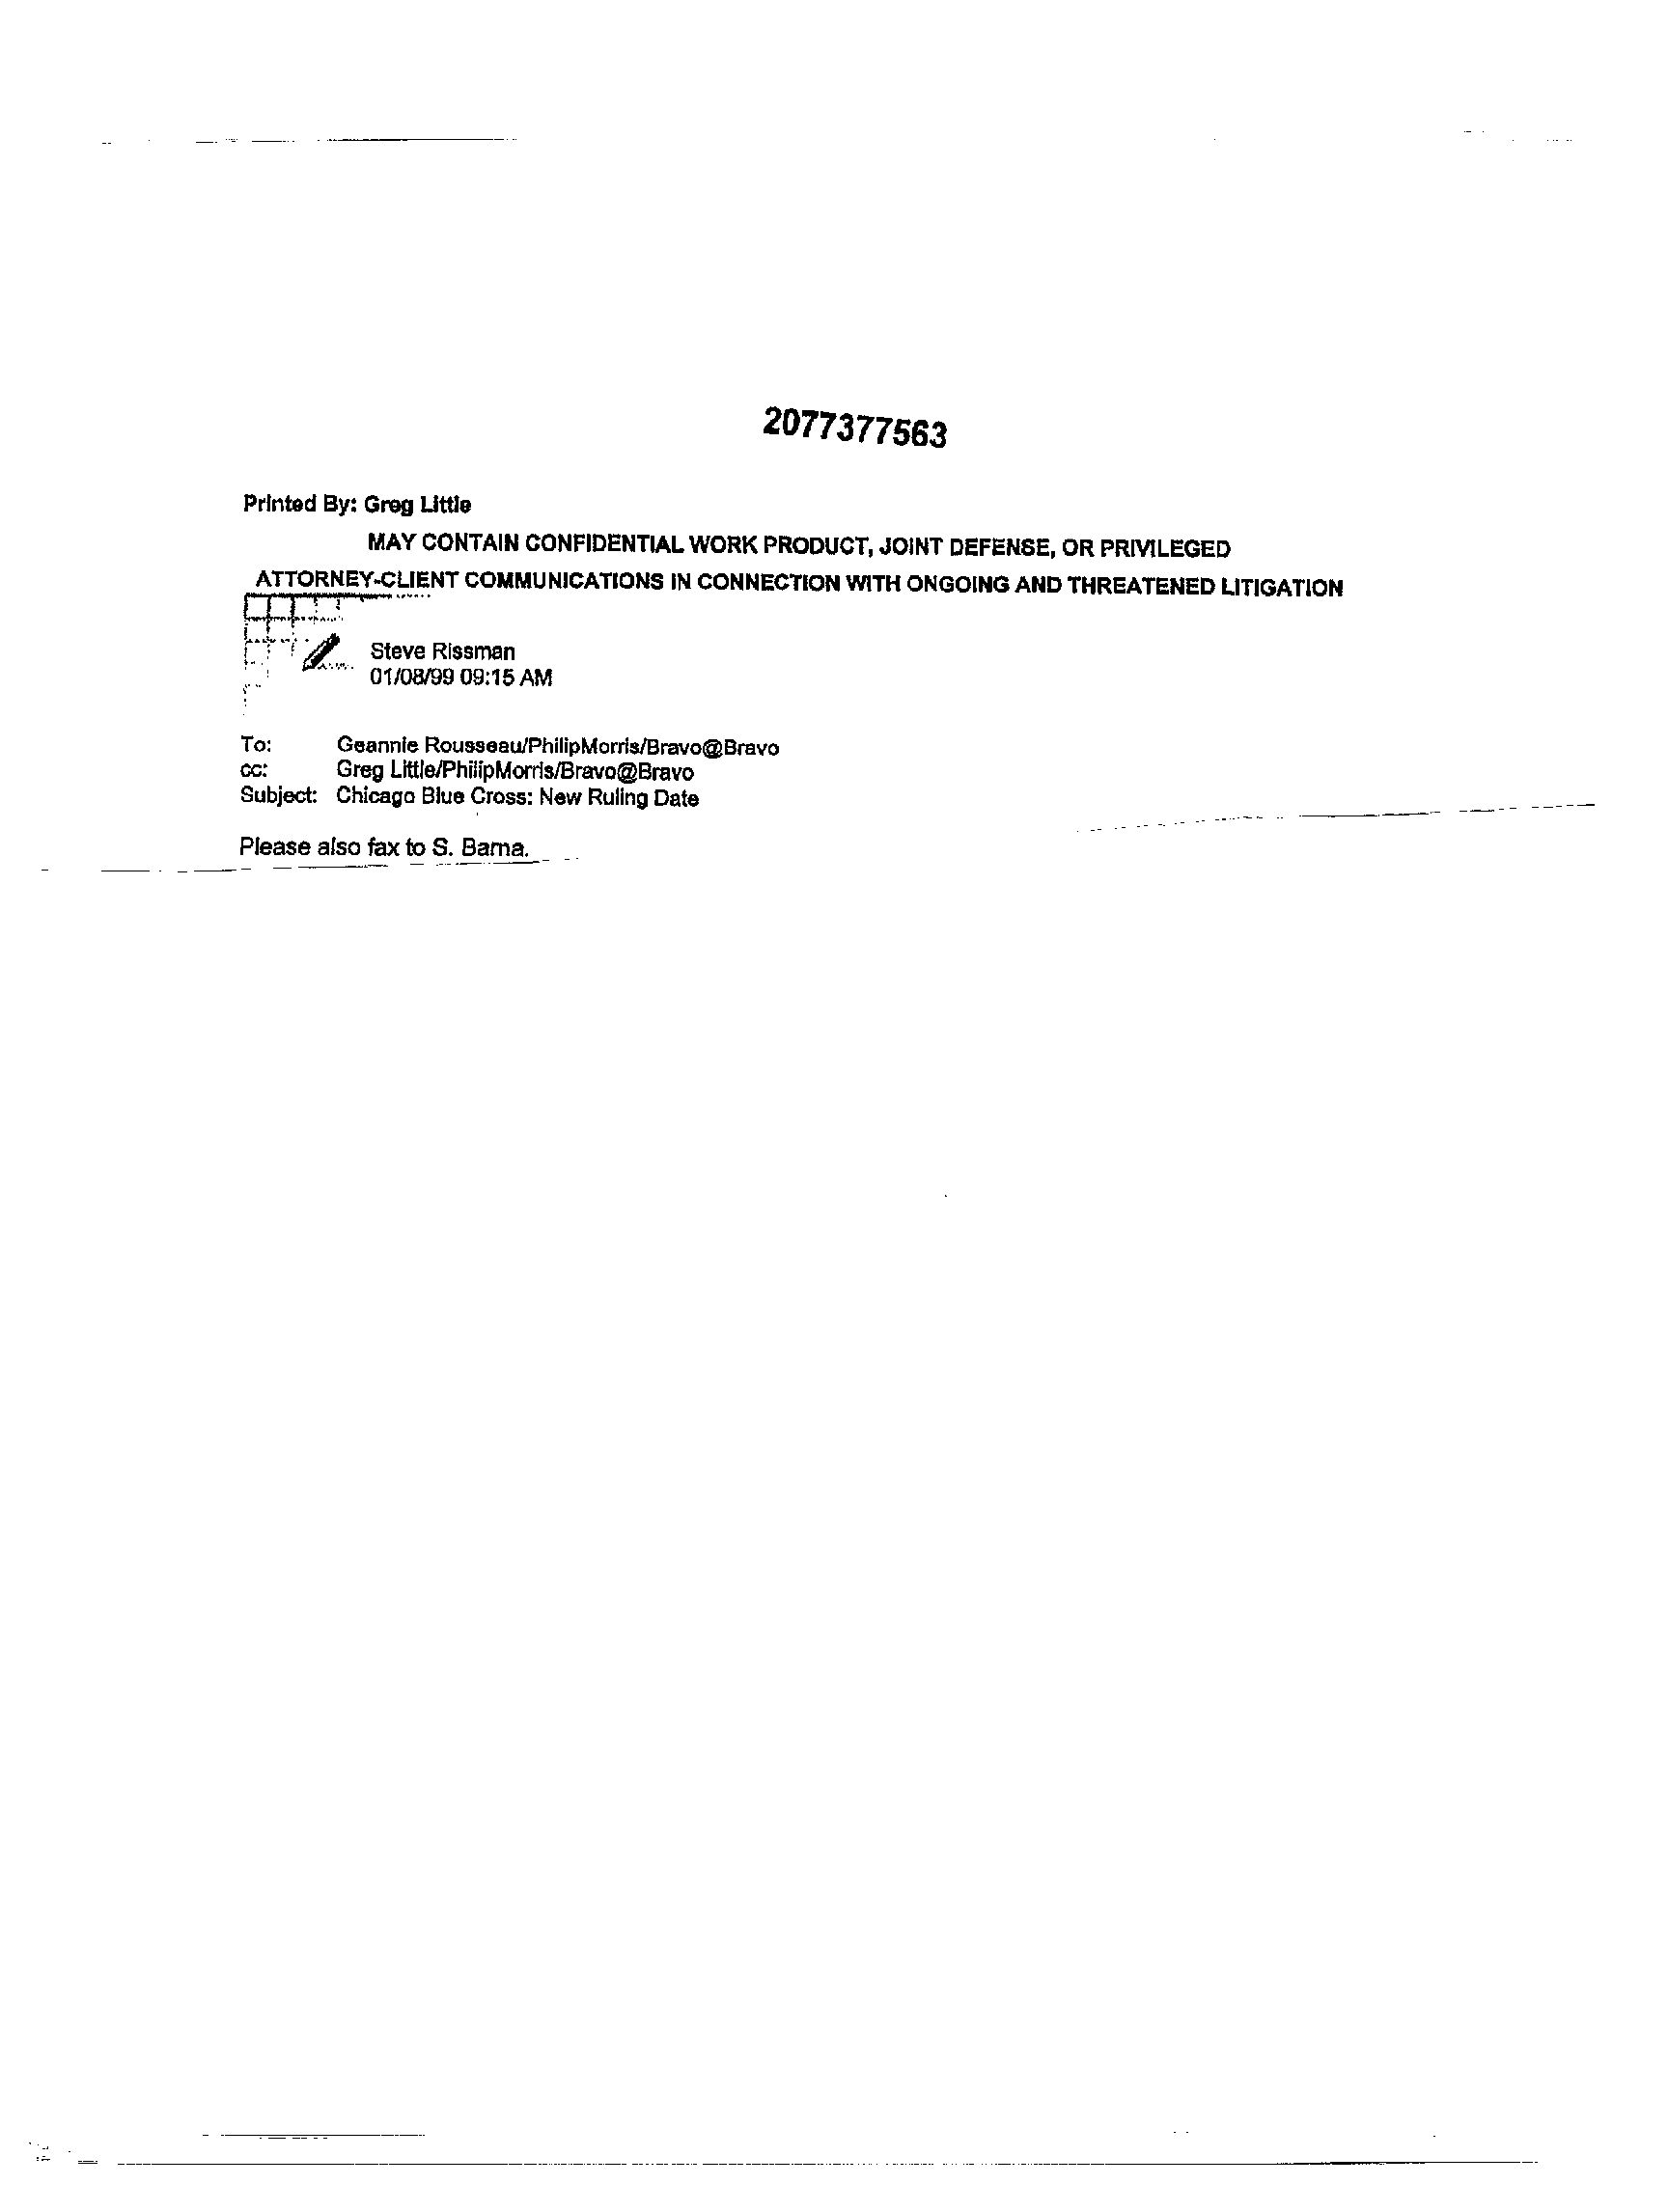 2077377563
Printed By: Greg Little
MAY CONTAIN CONFIDENTIAL WORK PRODUCT, JOINT DEFENSE, OR PRIVILEGED
ATTORNEY-CLIENT COMMUNICATIONS IN CONNECTION WITH ONGOING AND THREATENED LITIGATION
Steve Rissman
01/08/99 09:15 AM
To: Geannie Rousseau/PhilipMorris/Bravo@Bravo
cc: Greg Little/PhilipMorris/Bravo@Bravo
Subject: Chicago Blue Cross: New Ruling Date
Please also fax to S. Barna.